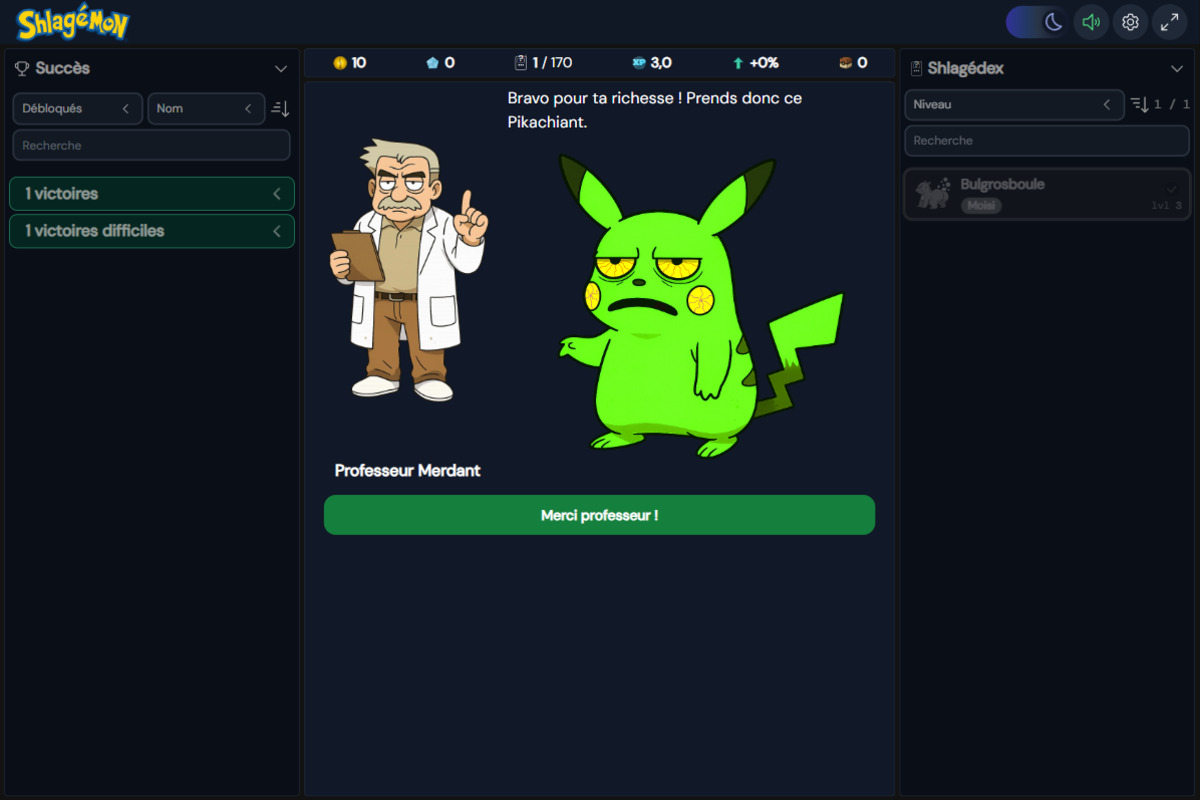 Shlagémon
10
0
1 / 170
XP 3,0
+0%
0
Succès
Débloqués
Nom
Recherche
1 victoires
1 victoires difficiles
Bravo pour ta richesse ! Prends donc ce
Pikachiant.
Professeur Merdant
Merci professeur !
Shlagédex
Niveau
1 / 1
Recherche
Bulgrosboule
Moisi
lvl 3